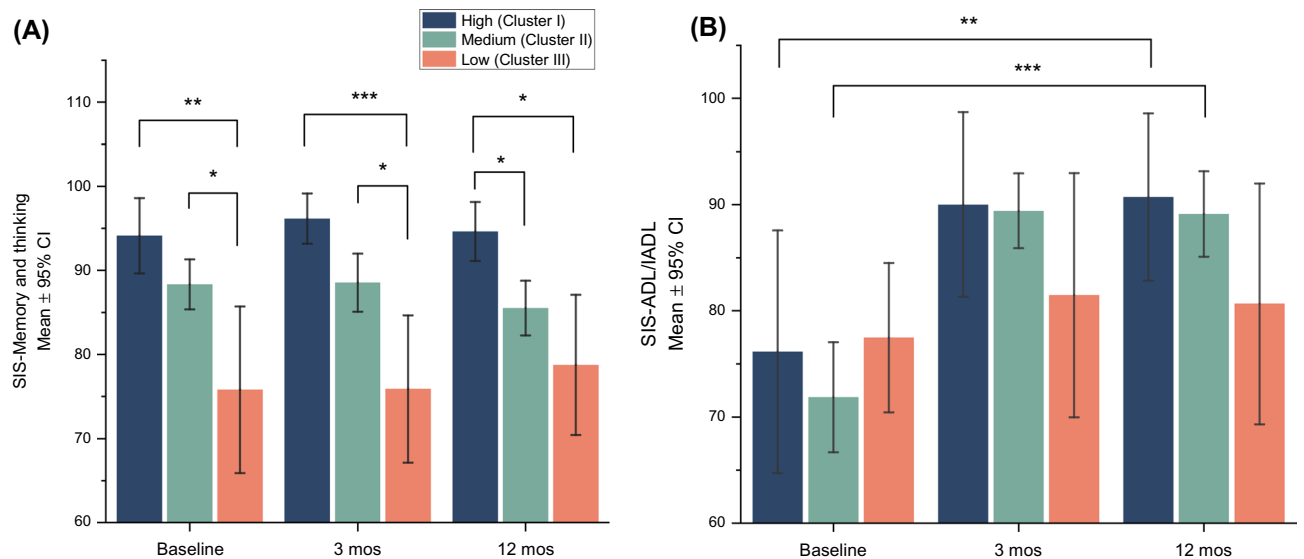 (A)
High (Cluster I)
Medium (Cluster II)
Low (Cluster III)
SIS-Memory and thinking
Mean ± 95% CI
110
100
90
80
70
60
**
*
***
*
*
*
Baseline
3 mos
12 mos
(B)
SIS-ADL/IADL
Mean ± 95% CI
100
90
80
70
60
**
***
Baseline
3 mos
12 mos